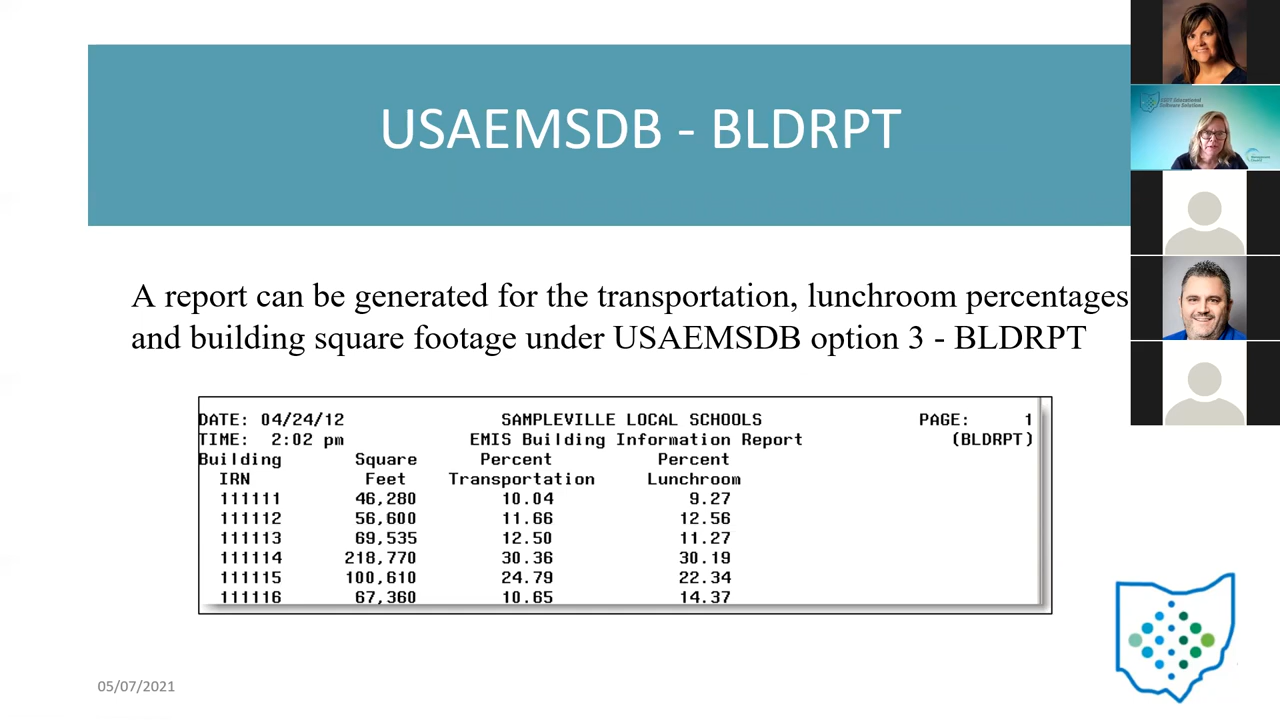 USAEMSDB - BLDRPT
A report can be generated for the transportation, lunchroom percentages
and building square footage under USAEMSDB option 3 - BLDRPT
DATE: 04/24/12 SAMPLEVILLE LOCAL SCHOOLS PAGE: 1
TIME: 2:02 pm EMIS Building Information Report (BLDRPT)
Building Square Percent Percent
IRN Feet Transportation Lunchroom
111111 46,280 10.04 9.27
111112 56,600 11.66 12.56
111113 69,535 12.50 11.27
111114 218,770 30.36 30.19
111115 100,610 24.79 22.34
111116 67,360 10.65 14.37
05/07/2021
Software Solutions